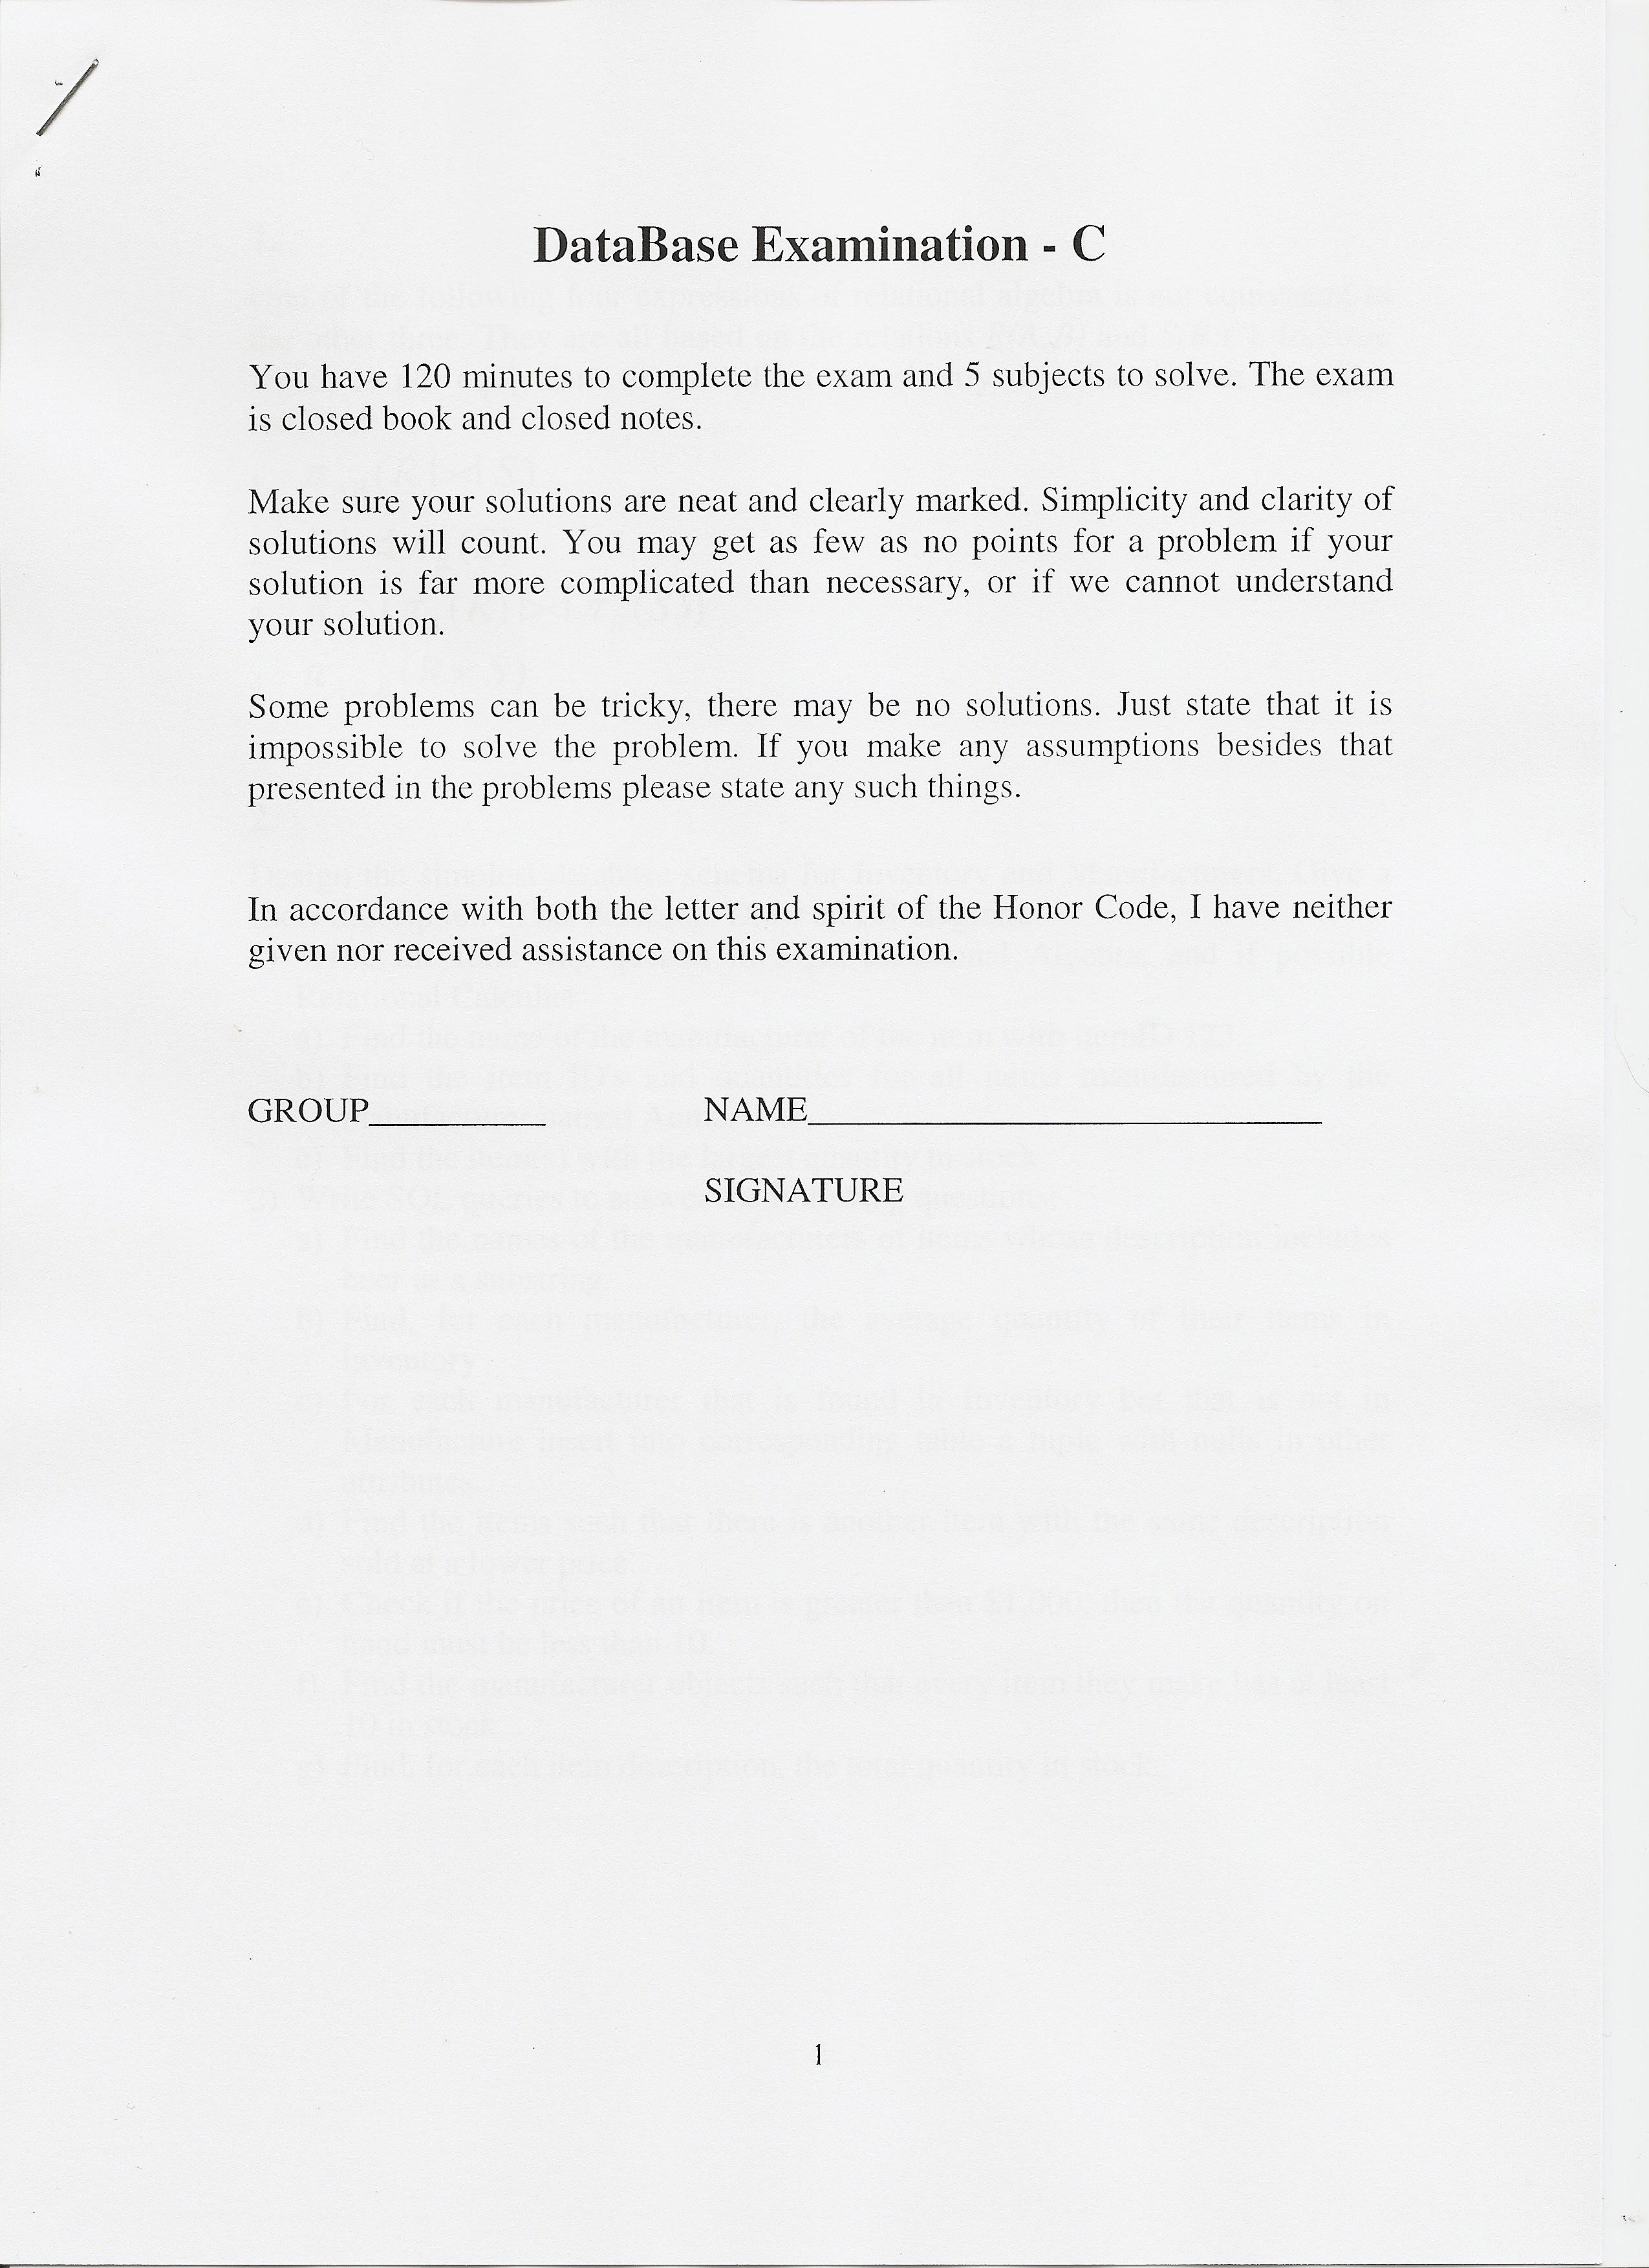 DataBase Examination - C
You have 120 minutes to complete the exam and 5 subjects to solve. The exam
is closed book and closed notes.
Make sure your solutions are neat and clearly marked. Simplicity and clarity of
solutions will count. You may get as few as no points for a problem if your
solution is far more complicated than necessary, or if we cannot understand
your solution.
Some problems can be tricky, there may be no solutions. Just state that it is
impossible to solve the problem. If you make any assumptions besides that
presented in the problems please state any such things.
In accordance with both the letter and spirit of the Honor Code, I have neither
given nor received assistance on this examination.
GROUP__________ NAME______________________________
SIGNATURE
1